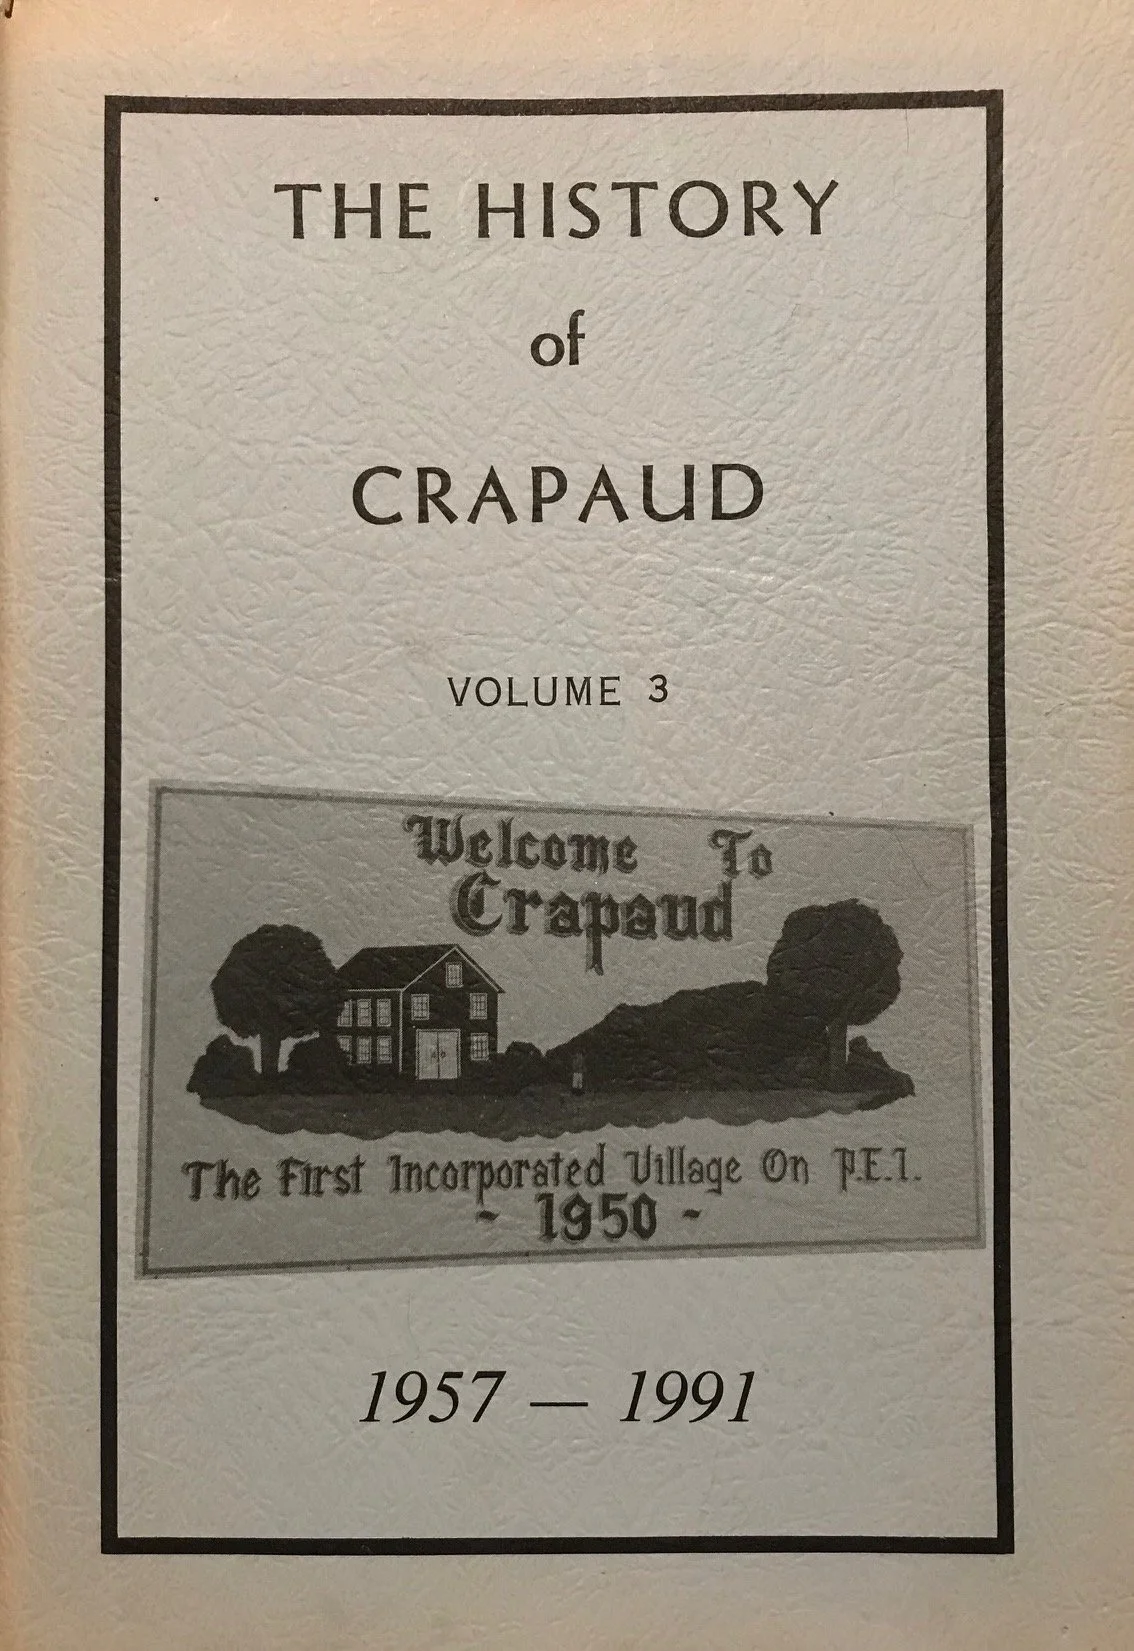 THE HISTORY
of
CRAPAUD
VOLUME 3
Welcome To
Crapaud
The First Incorporated Village On P.E.I.
- 1950 -
1957 — 1991